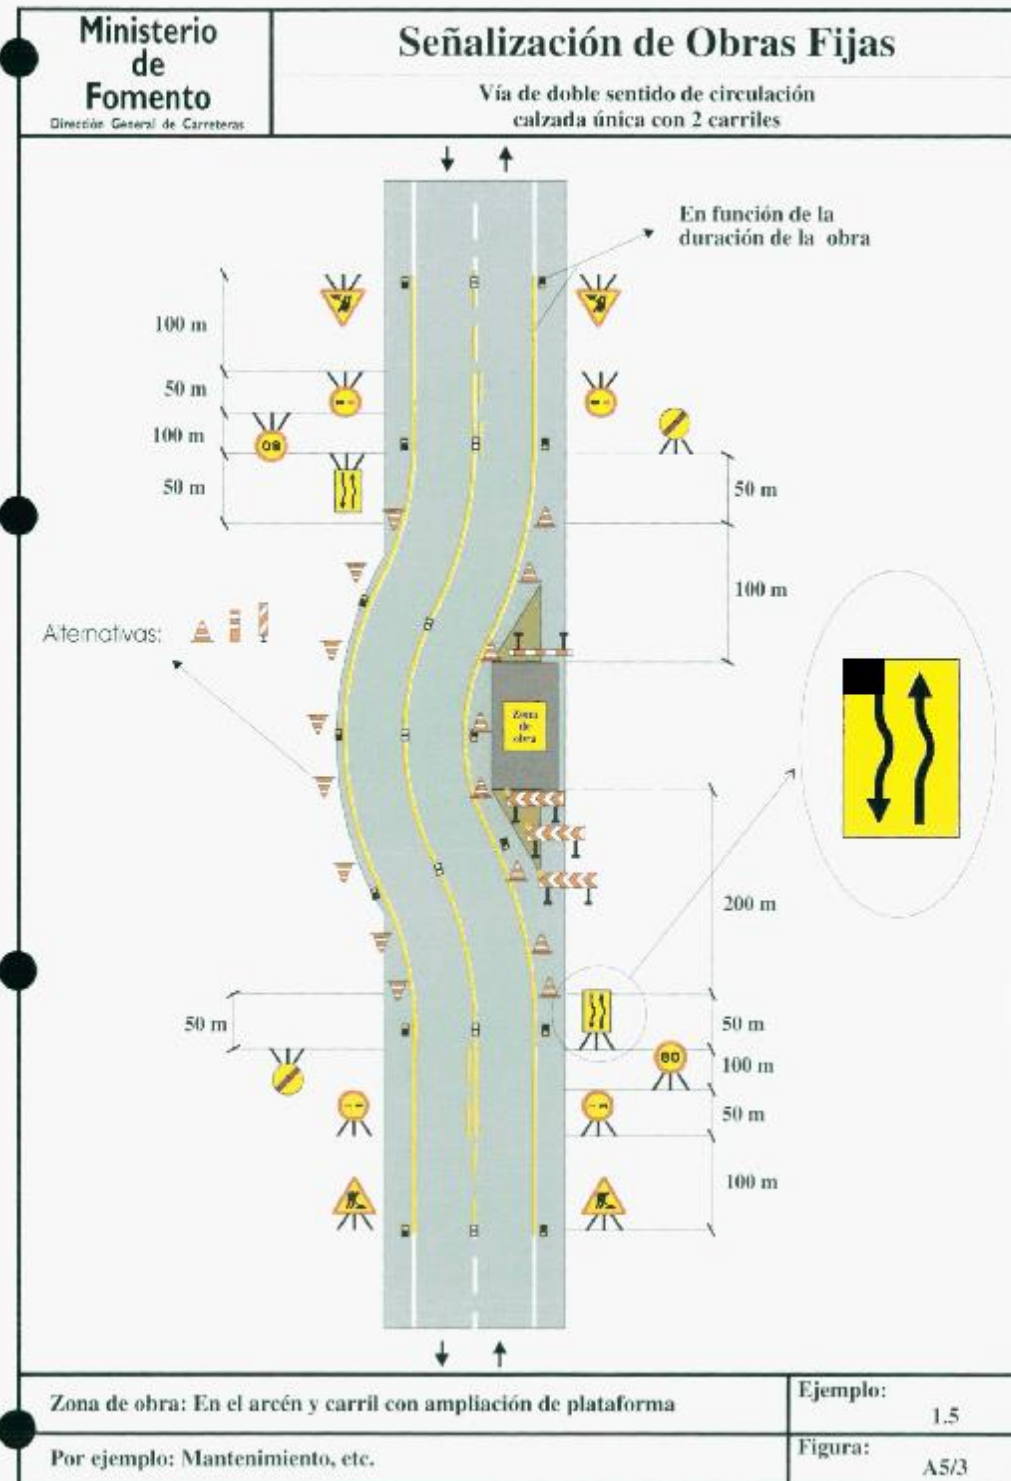 Ministerio
de
Fomento
Dirección General de Carreteras
Señalización de Obras Fijas
Vía de doble sentido de circulación
calzada única con 2 carriles
En función de la
duración de la obra
100 m
50 m
100 m
80
50 m
50 m
100 m
Alternativas:
Zona
de
obra
200 m
50 m
50 m
80
100 m
50 m
100 m
Zona de obra: En el arcén y carril con ampliación de plataforma
Ejemplo:
1.5
Por ejemplo: Mantenimiento, etc.
Figura:
A5/3